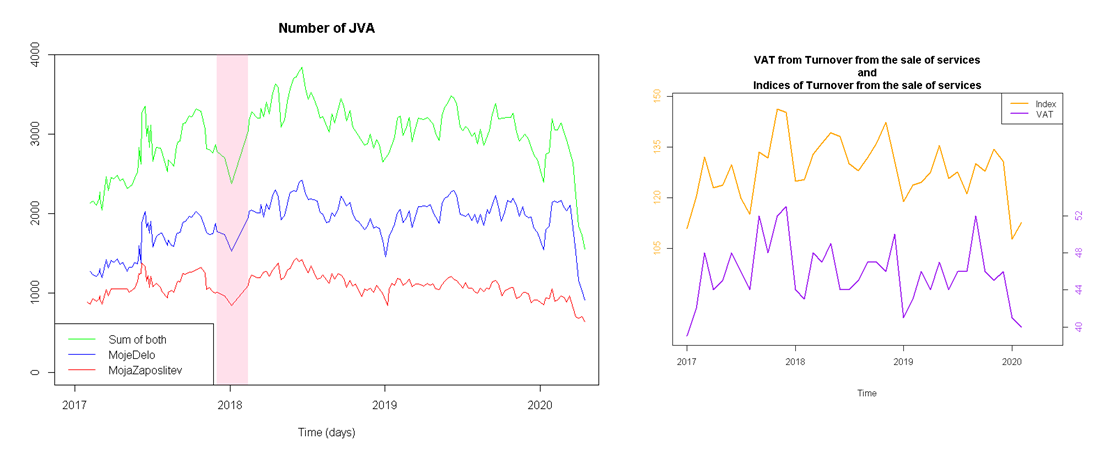 Number of JVA
4000
3000
2000
1000
0
Sum of both
MojeDelo
MojaZaposlitev
2017
2018
2019
2020
Time (days)
VAT from Turnover from the sale of services
and
Indices of Turnover from the sale of services
150
135
120
105
Index
VAT
52
48
44
40
2017
2018
2019
2020
Time